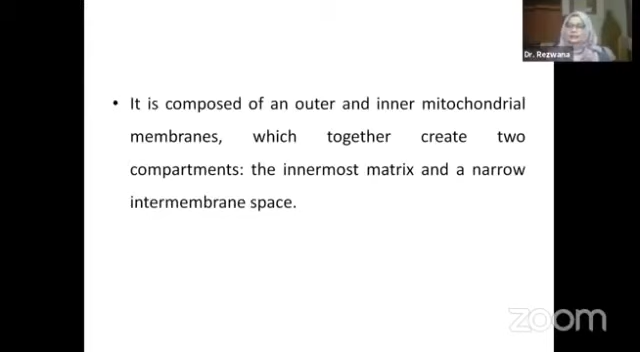 Dr. Rezwana
• It is composed of an outer and inner mitochondrial
membranes, which together create two
compartments: the innermost matrix and a narrow
intermembrane space.
zoom